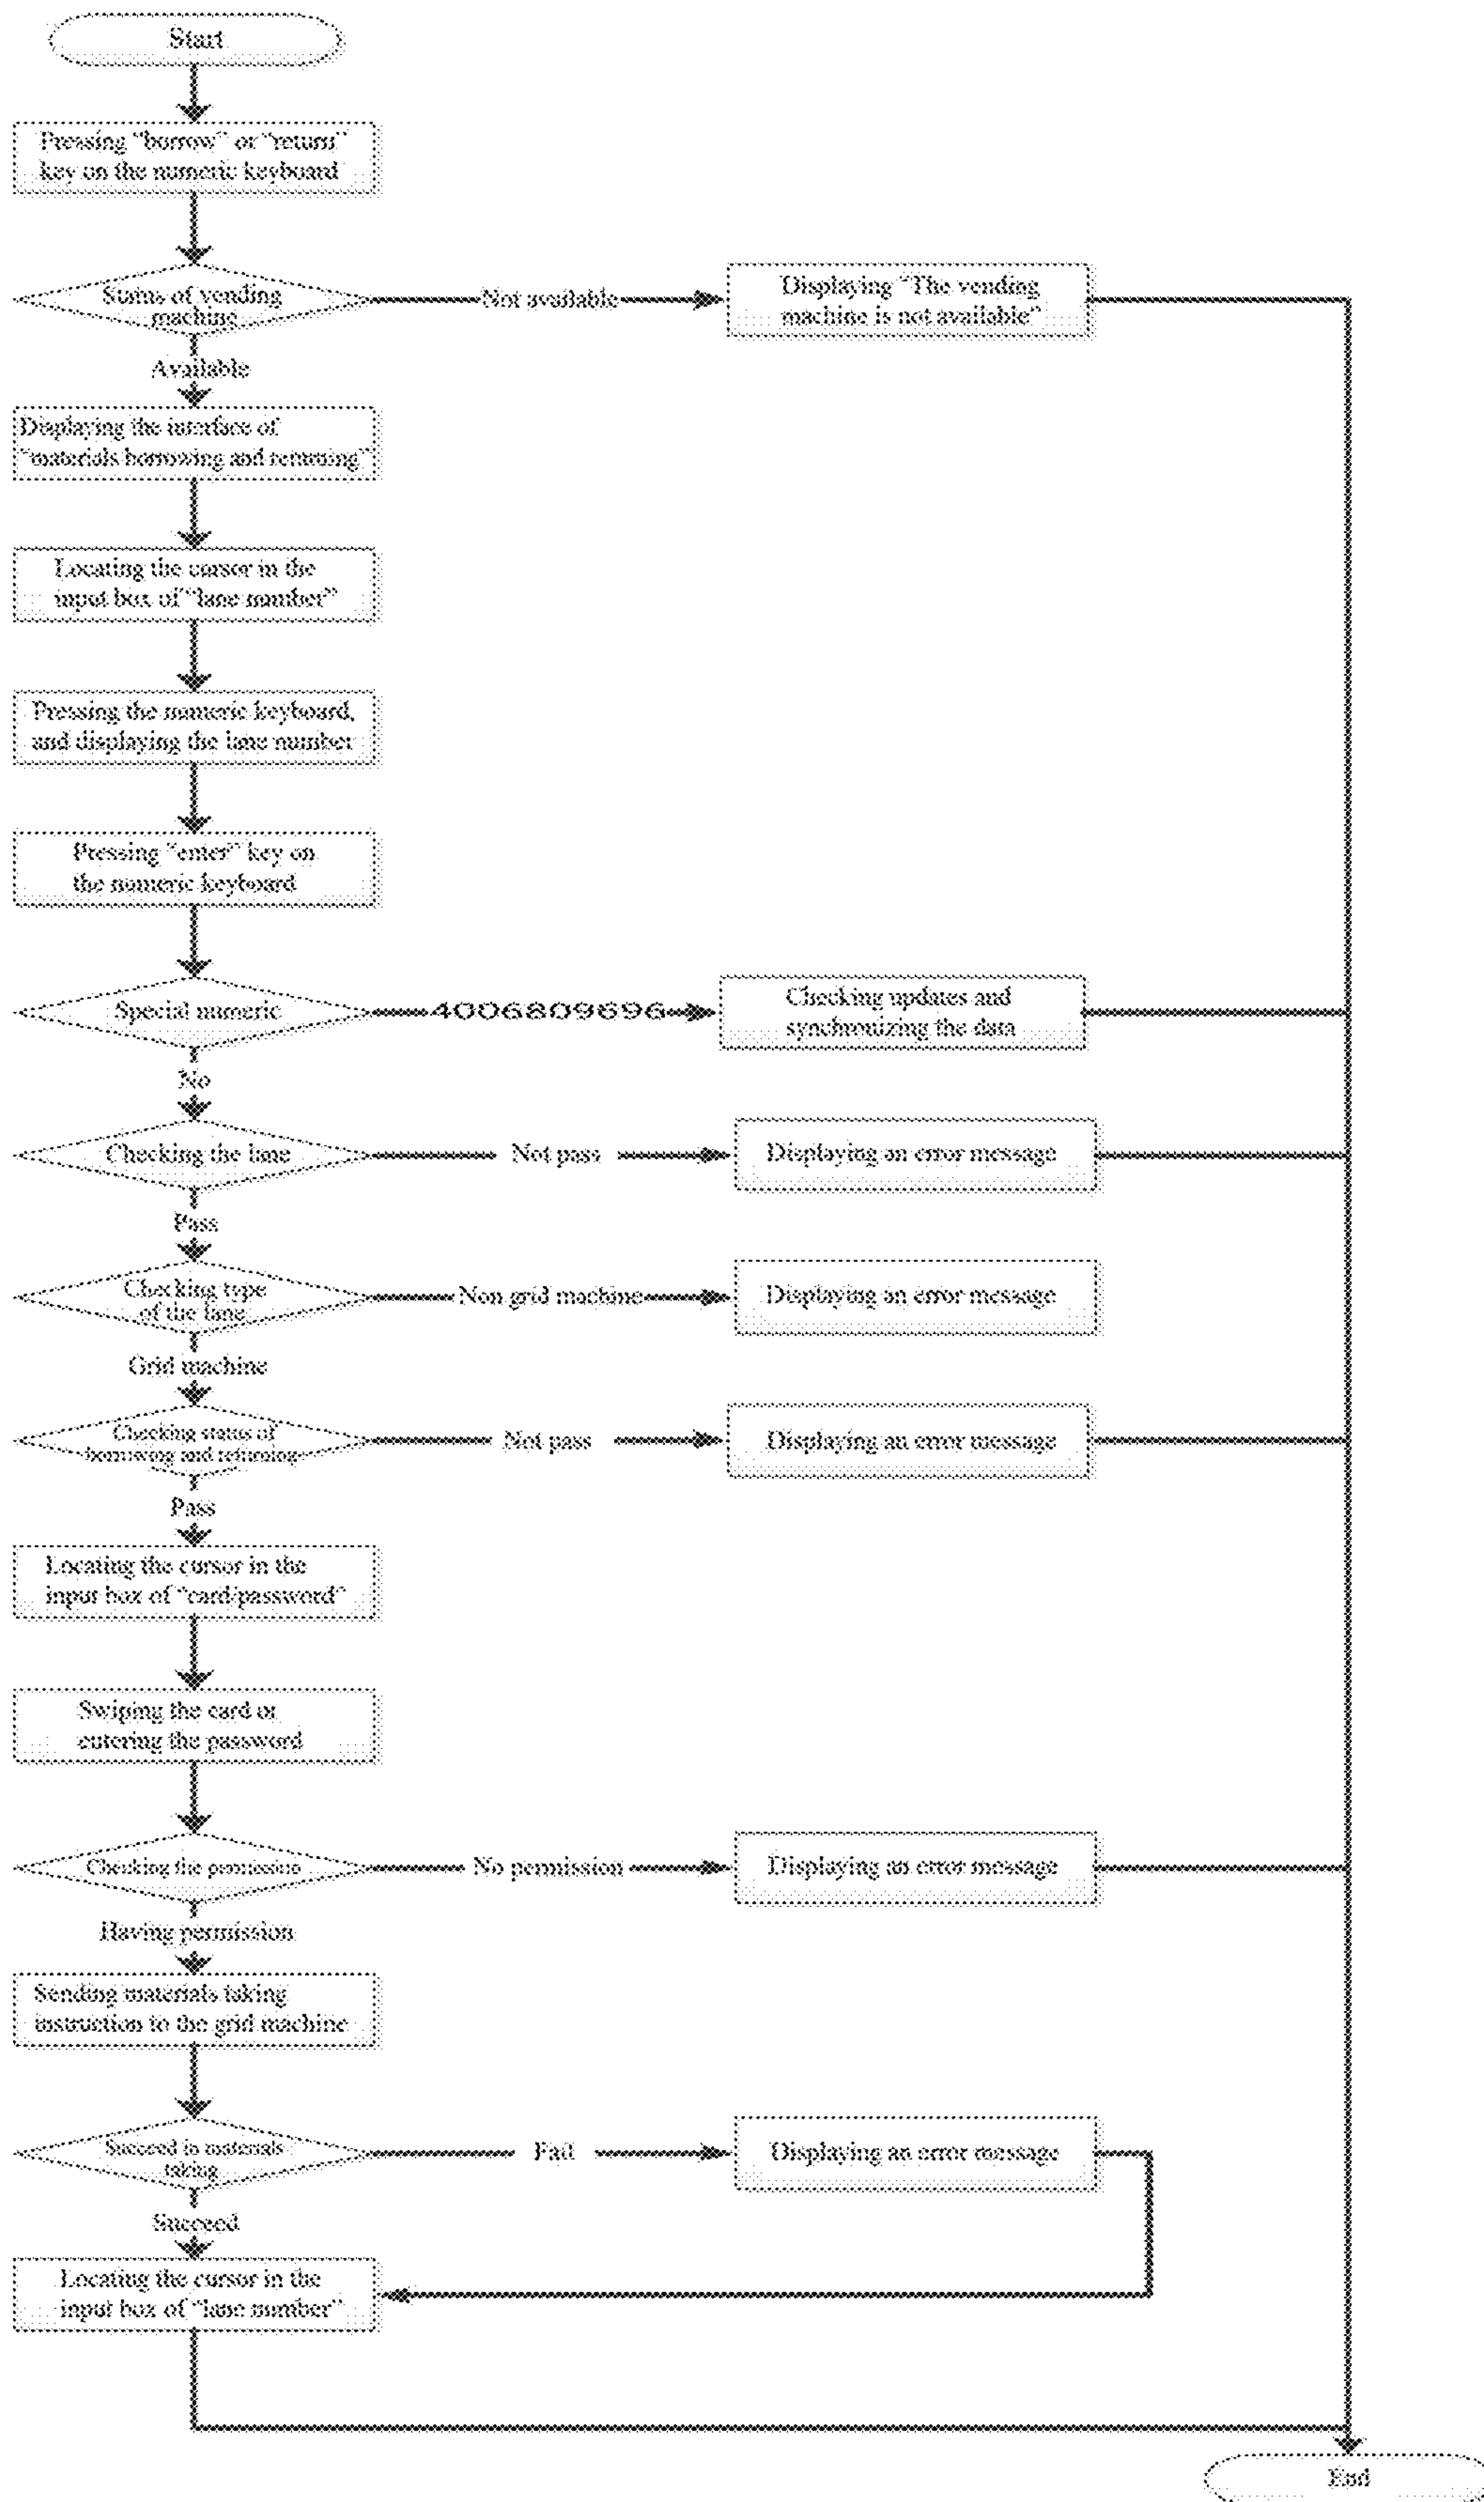 Start
Pressing "borrow" or "return"
key on the numeric keyboard
Status of vending
machine
Not available
Displaying "The vending
machine is not available"
Available
Displaying the interface of
"materials borrowing and returning"
Locating the cursor in the
input box of "lane number"
Pressing the numeric keyboard,
and displaying the lane number
Pressing "enter" key on
the numeric keyboard
Special numeric
4006809696
Checking updates and
synchronizing the data
No
Checking the lane
Not pass
Displaying an error message
Pass
Checking type
of the lane
Non grid machine
Displaying an error message
Grid machine
Checking status of
borrowing and returning
Not pass
Displaying an error message
Pass
Locating the cursor in the
input box of "card/password"
Swiping the card or
entering the password
Checking the permission
No permission
Displaying an error message
Having permission
Sending materials taking
instruction to the grid machine
Succeed in materials
taking
Fail
Displaying an error message
Succeed
Locating the cursor in the
input box of "lane number"
End